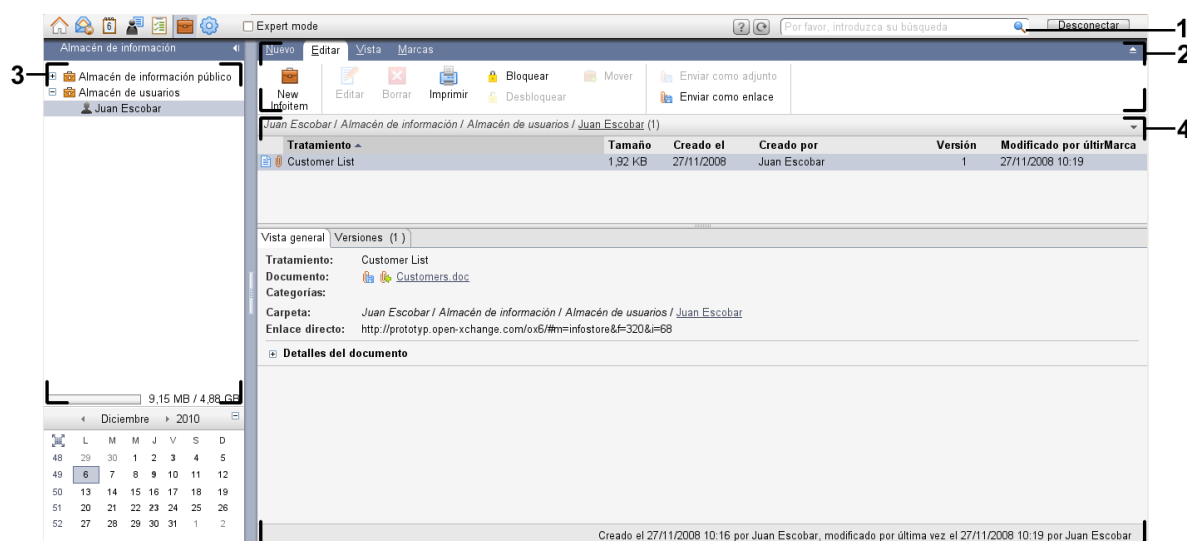 6
Expert mode
Por favor, introduzca su búsqueda
Desconectar
1
Almacén de información
Nuevo Editar Vista Marcas
2
3
Almacén de información público
Almacén de usuarios
Juan Escobar
New Infoitem
Editar
Borrar
Imprimir
Bloquear
Desbloquear
Mover
Enviar como adjunto
Enviar como enlace
Juan Escobar / Almacén de información / Almacén de usuarios / Juan Escobar (1)
4
Tratamiento Tamaño Creado el Creado por Versión Modificado por últirMarca
Customer List 1,92 KB 27/11/2008 Juan Escobar 1 27/11/2008 10:19
Vista general Versiones (1 )
Tratamiento: Customer List
Documento: Customers.doc
Categorías:
Carpeta: Juan Escobar / Almacén de información / Almacén de usuarios / Juan Escobar
Enlace directo: http://prototyp.open-xchange.com/ox6/#m=infostore&f=320&i=68
Detalles del documento
9,15 MB / 4,88 GB
Diciembre 2010
L M M J V S D
48 29 30 1 2 3 4 5
49 6 7 8 9 10 11 12
50 13 14 15 16 17 18 19
51 20 21 22 23 24 25 26
52 27 28 29 30 31 1 2
Creado el 27/11/2008 10:16 por Juan Escobar, modificado por última vez el 27/11/2008 10:19 por Juan Escobar